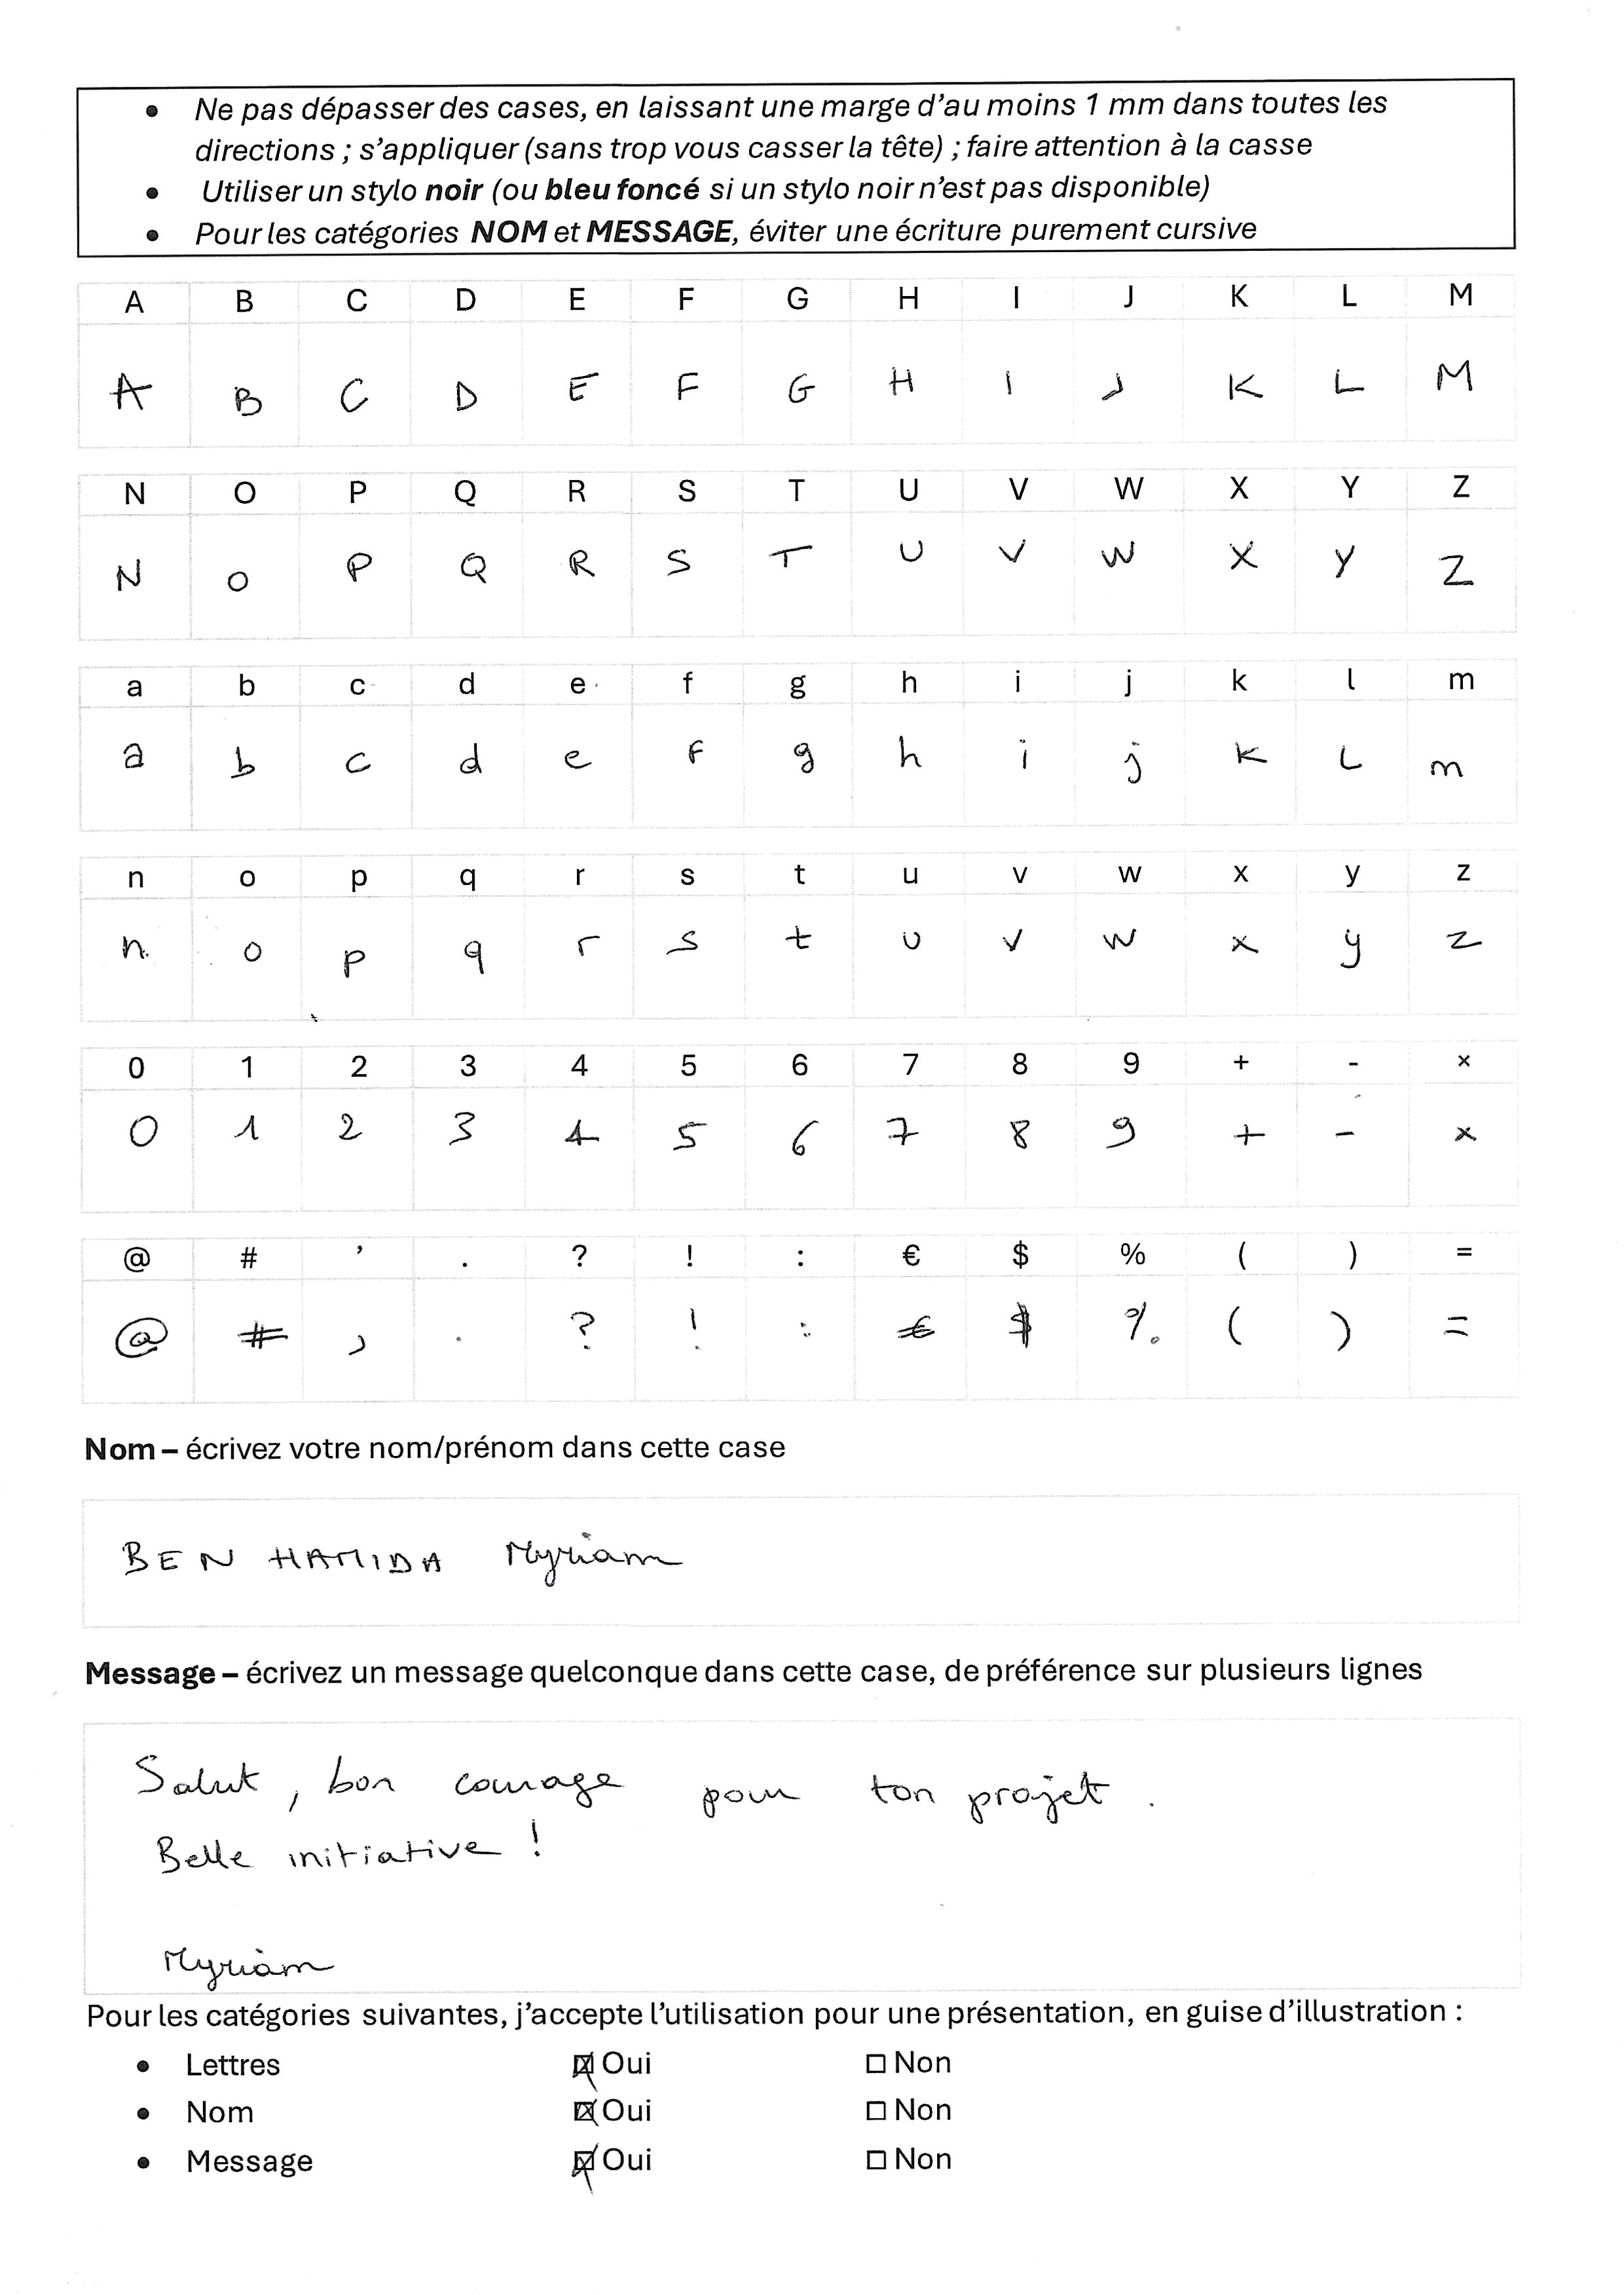 • Ne pas dépasser des cases, en laissant une marge d'au moins 1 mm dans toutes les
directions ; s'appliquer (sans trop vous casser la tête) ; faire attention à la casse
• Utiliser un stylo noir (ou bleu foncé si un stylo noir n'est pas disponible)
• Pour les catégories NOM et MESSAGE, éviter une écriture purement cursive
A B C D E F G H I J K L M
A B C D E F G H I J K L M
N O P Q R S T U V W X Y Z
N O P Q R S T U V W X Y Z
a b c d e f g h i j k l m
a b c d e f g h i j k L m
n o p q r s t u v w x y z
n o p q r s t u v w x y z
0 1 2 3 4 5 6 7 8 9 + - ×
0 1 2 3 4 5 6 7 8 9 + - ×
@ # ’ . ? ! : € $ % ( ) =
@ # , . ? ! : € $ % ( ) =
Nom – écrivez votre nom/prénom dans cette case
BEN HAMIDA Myriam
Message – écrivez un message quelconque dans cette case, de préférence sur plusieurs lignes
Salut, bon courage pour ton projet.
Belle initiative !
Myriam
Pour les catégories suivantes, j'accepte l'utilisation pour une présentation, en guise d'illustration :
• Lettres ☒ Oui ☐ Non
• Nom ☒ Oui ☐ Non
• Message ☒ Oui ☐ Non